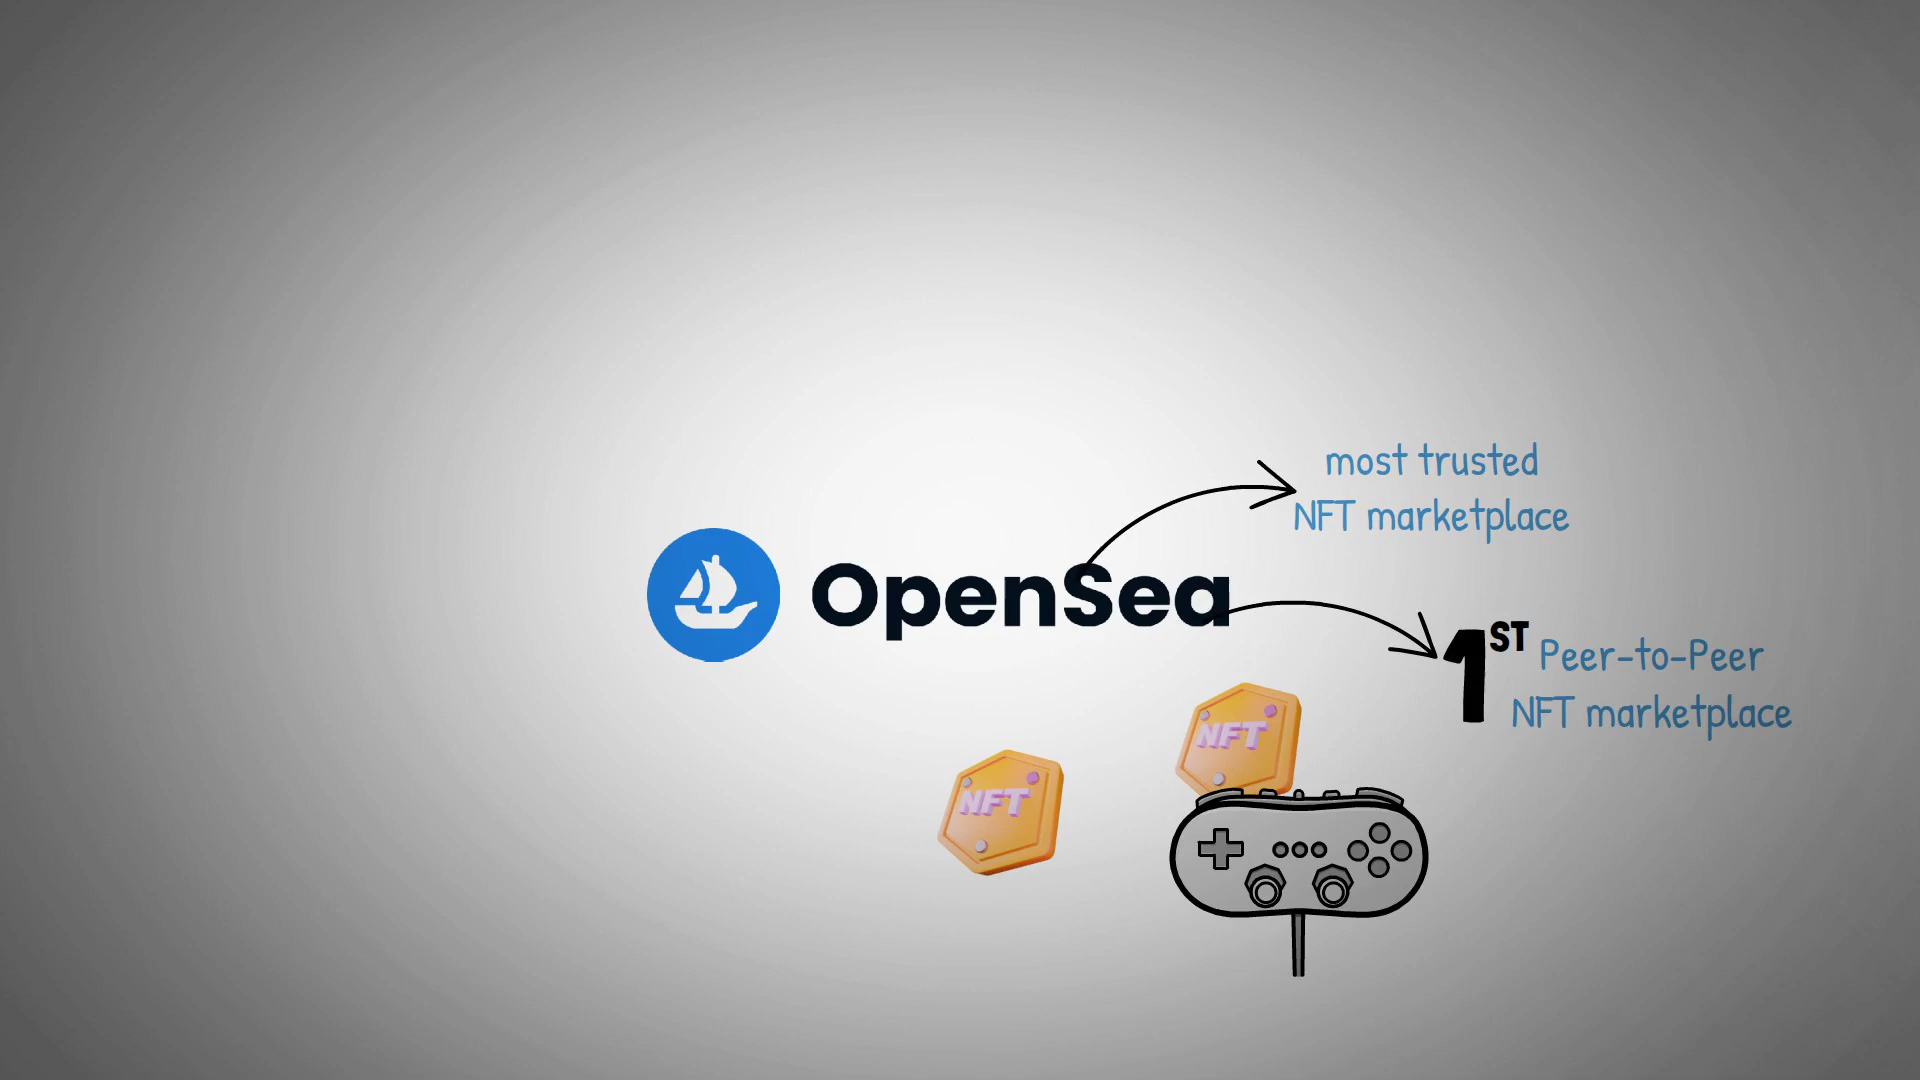 most trusted
NFT marketplace
OpenSea
1ST Peer-to-Peer
NFT marketplace
NFT
NFT